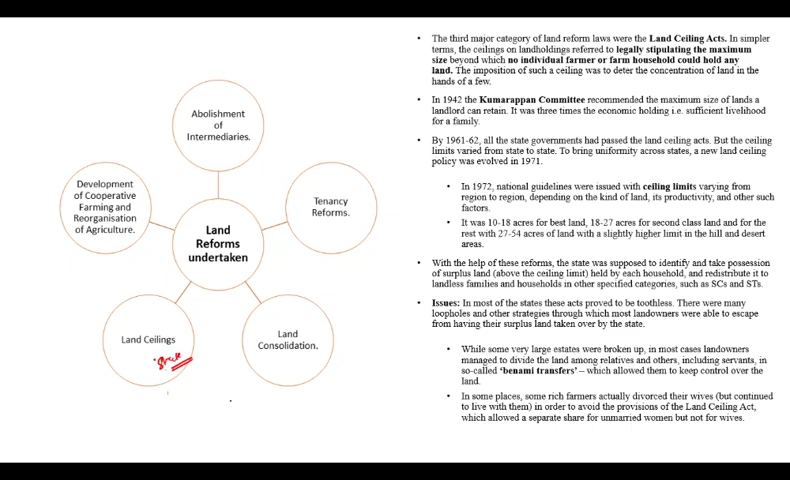 Abolishment
of
Intermediaries.
Development
of Cooperative
Farming and
Reorganisation
of Agriculture.
Tenancy
Reforms.
Land
Reforms
undertaken
Land Ceilings
Land
Consolidation.
• The third major category of land reform laws were the Land Ceiling Acts. In simpler
terms, the ceilings on landholdings referred to legally stipulating the maximum
size beyond which no individual farmer or farm household could hold any
land. The imposition of such a ceiling was to deter the concentration of land in the
hands of a few.
• In 1942 the Kumarappan Committee recommended the maximum size of lands a
landlord can retain. It was three times the economic holding i.e. sufficient livelihood
for a family.
• By 1961-62, all the state governments had passed the land ceiling acts. But the ceiling
limits varied from state to state. To bring uniformity across states, a new land ceiling
policy was evolved in 1971.
• In 1972, national guidelines were issued with ceiling limits varying from
region to region, depending on the kind of land, its productivity, and other such
factors.
• It was 10-18 acres for best land, 18-27 acres for second class land and for the
rest with 27-54 acres of land with a slightly higher limit in the hill and desert
areas.
• With the help of these reforms, the state was supposed to identify and take possession
of surplus land (above the ceiling limit) held by each household, and redistribute it to
landless families and households in other specified categories, such as SCs and STs.
• Issues: In most of the states these acts proved to be toothless. There were many
loopholes and other strategies through which most landowners were able to escape
from having their surplus land taken over by the state.
• While some very large estates were broken up, in most cases landowners
managed to divide the land among relatives and others, including servants, in
so-called ‘benami transfers’ – which allowed them to keep control over the
land.
• In some places, some rich farmers actually divorced their wives (but continued
to live with them) in order to avoid the provisions of the Land Ceiling Act,
which allowed a separate share for unmarried women but not for wives.